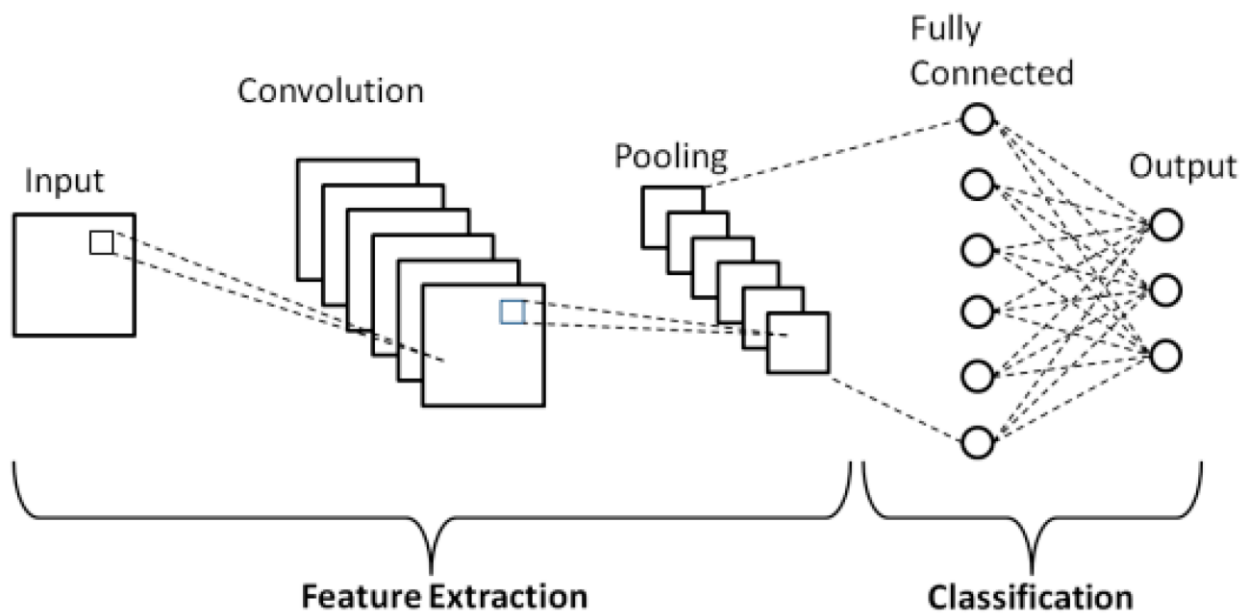 Input
Convolution
Pooling
Fully
Connected
Output
Feature Extraction
Classification